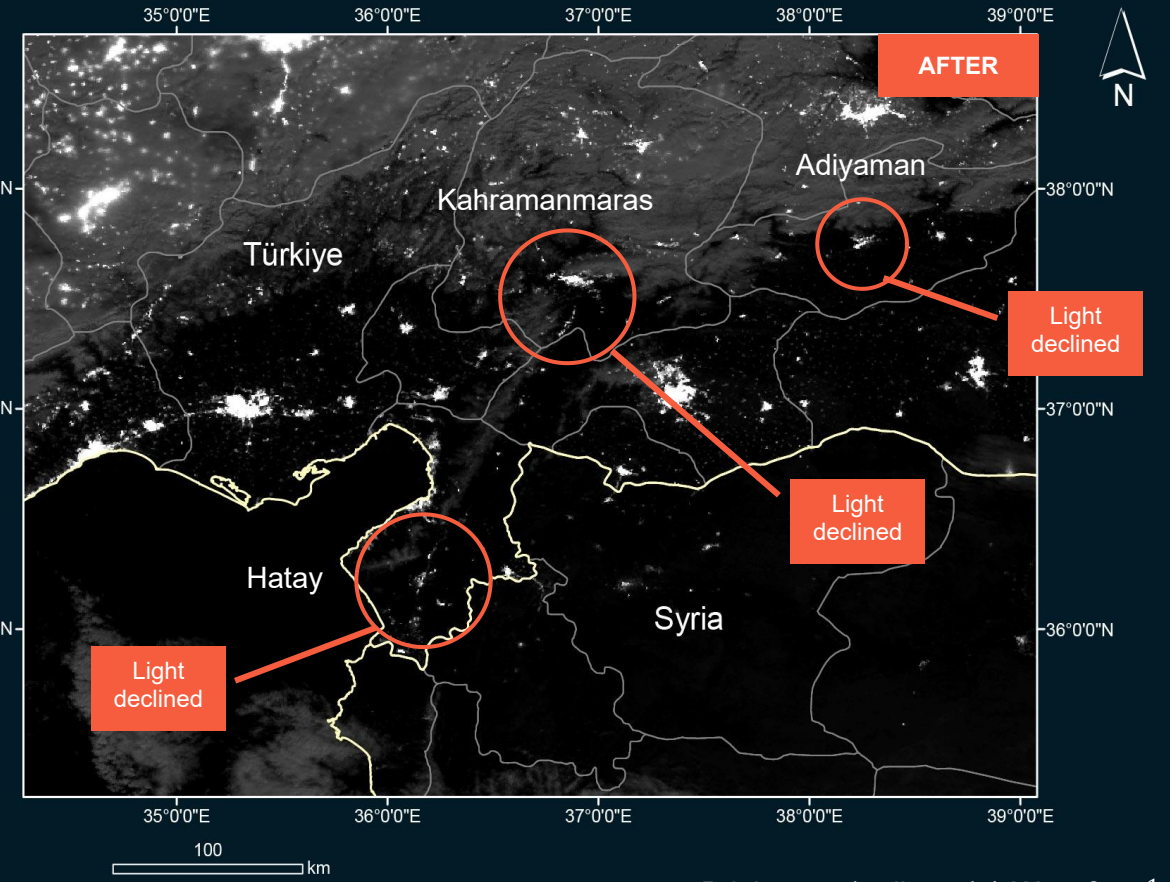 35°0'0"E 36°0'0"E 37°0'0"E 38°0'0"E 39°0'0"E
AFTER
N
Adiyaman
Kahramanmaras
N
38°0'0"N
Türkiye
Light
declined
N
37°0'0"N
Light
declined
Hatay
Syria
N
36°0'0"N
Light
declined
35°0'0"E 36°0'0"E 37°0'0"E 38°0'0"E 39°0'0"E
100
km